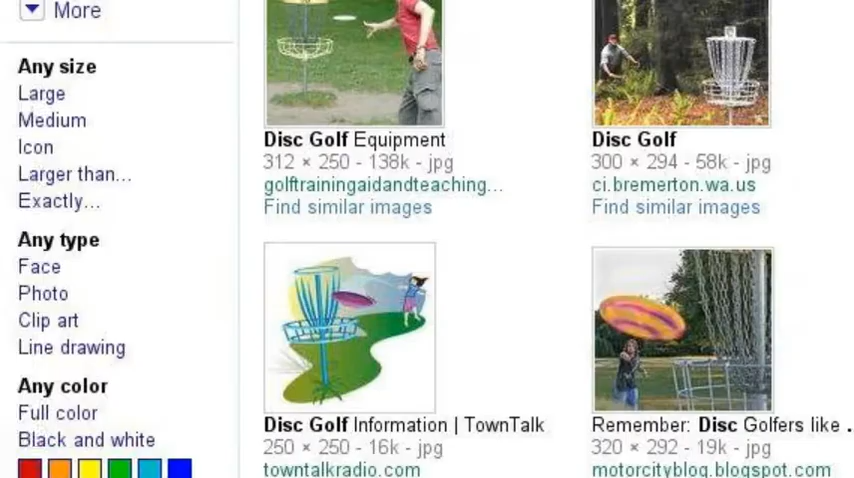 More
Any size
Large
Medium
Icon
Larger than...
Exactly...
Any type
Face
Photo
Clip art
Line drawing
Any color
Full color
Black and white
Disc Golf Equipment
312 × 250 - 138k - jpg
golftrainingaidandteaching...
Find similar images
Disc Golf
300 × 294 - 58k - jpg
ci.bremerton.wa.us
Find similar images
Disc Golf Information | TownTalk
250 × 250 - 16k - jpg
towntalkradio.com
Remember: Disc Golfers like .
320 × 292 - 19k - jpg
motorcityblog.blogspot.com